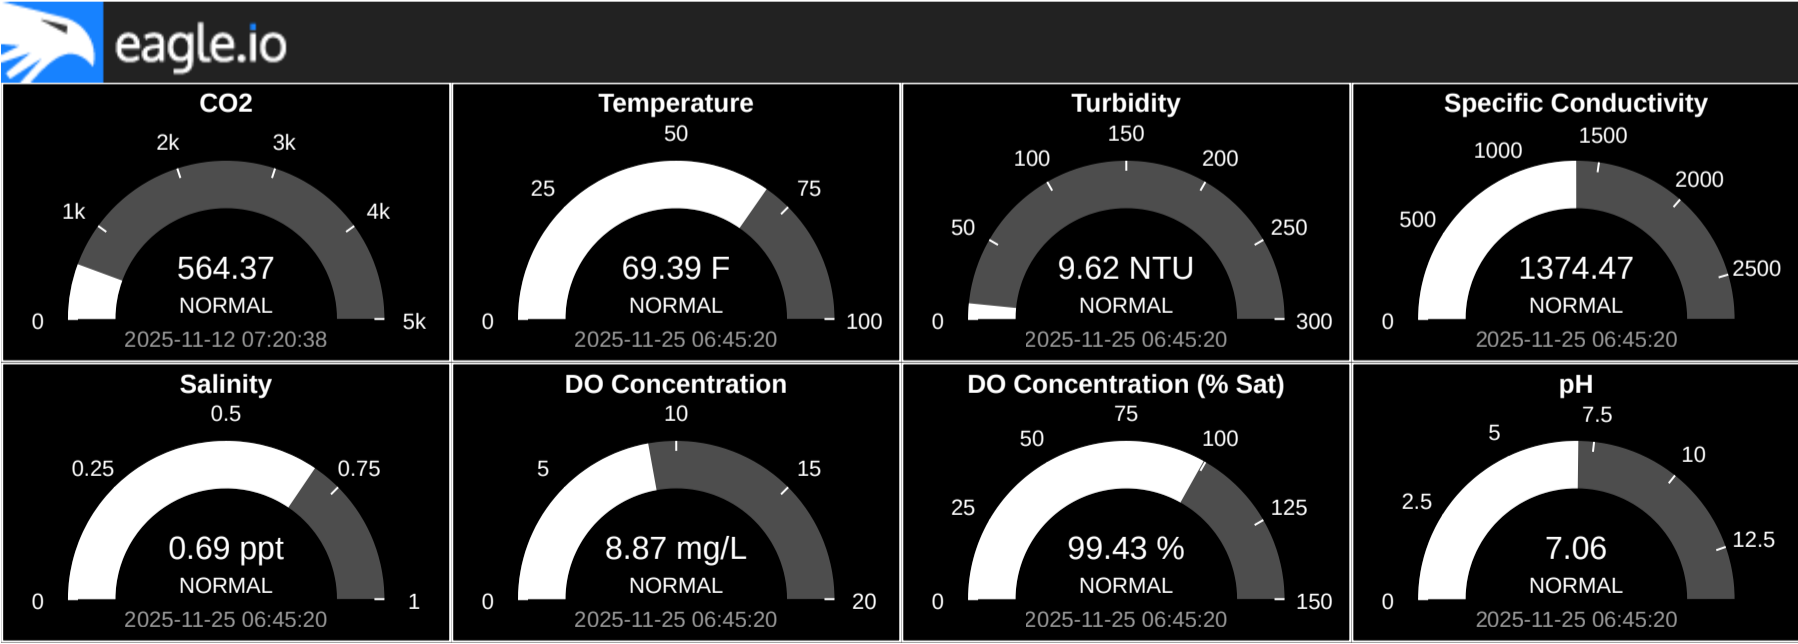 eagle.io
CO2
2k
3k
1k
4k
564.37
NORMAL
0
5k
2025-11-12 07:20:38
Temperature
50
25
75
69.39 F
NORMAL
0
100
2025-11-25 06:45:20
Turbidity
150
100
200
50
250
9.62 NTU
NORMAL
0
300
2025-11-25 06:45:20
Specific Conductivity
1500
1000
2000
500
2500
1374.47
NORMAL
0
2025-11-25 06:45:20
Salinity
0.5
0.25
0.75
0.69 ppt
NORMAL
0
1
2025-11-25 06:45:20
DO Concentration
10
5
15
8.87 mg/L
NORMAL
0
20
2025-11-25 06:45:20
DO Concentration (% Sat)
75
50
100
25
125
99.43 %
NORMAL
0
150
2025-11-25 06:45:20
pH
7.5
5
10
2.5
12.5
7.06
NORMAL
0
2025-11-25 06:45:20